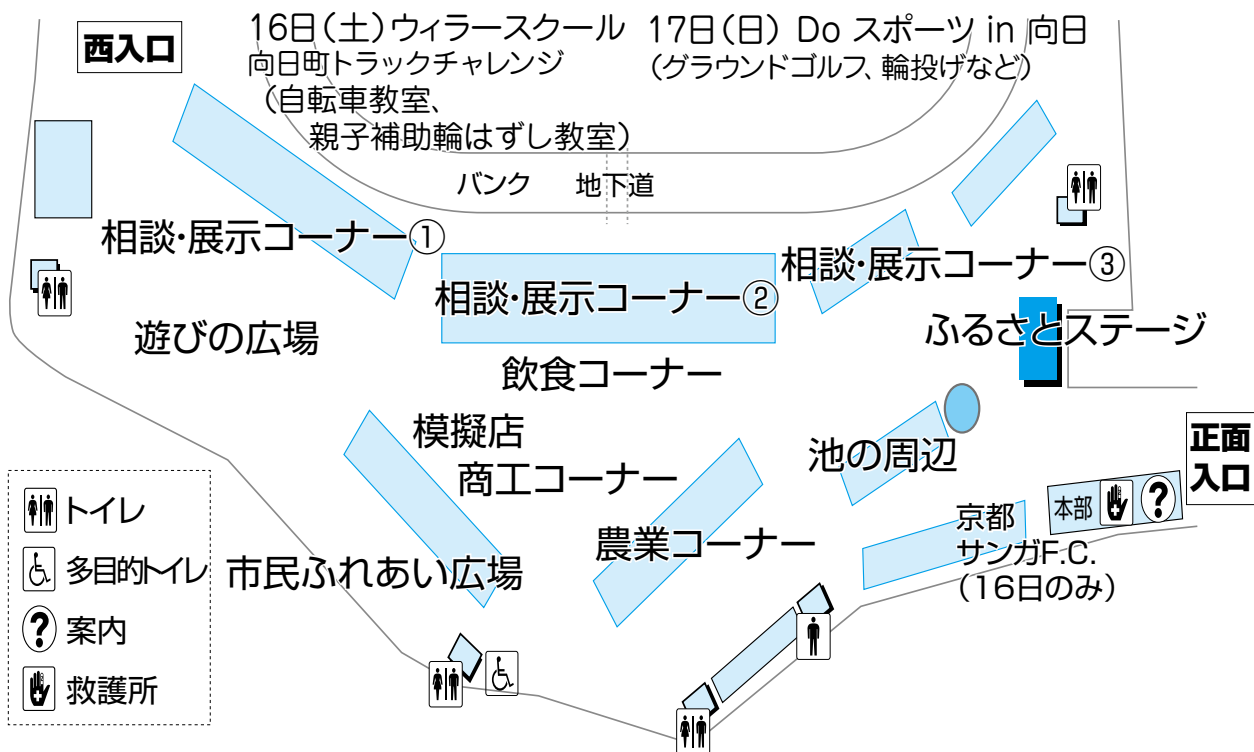 西入口
16日(土)ウィラースクール
向日町トラックチャレンジ
(自転車教室、
親子補助輪はずし教室)
17日(日) Do スポーツ in 向日
(グラウンドゴルフ、輪投げなど)
バンク
地下道
相談・展示コーナー①
相談・展示コーナー②
相談・展示コーナー③
遊びの広場
ふるさとステージ
飲食コーナー
模擬店
商工コーナー
池の周辺
正面
入口
農業コーナー
京都
サンガF.C.
(16日のみ)
本部
?
市民ふれあい広場
トイレ
多目的トイレ
? 案内
救護所